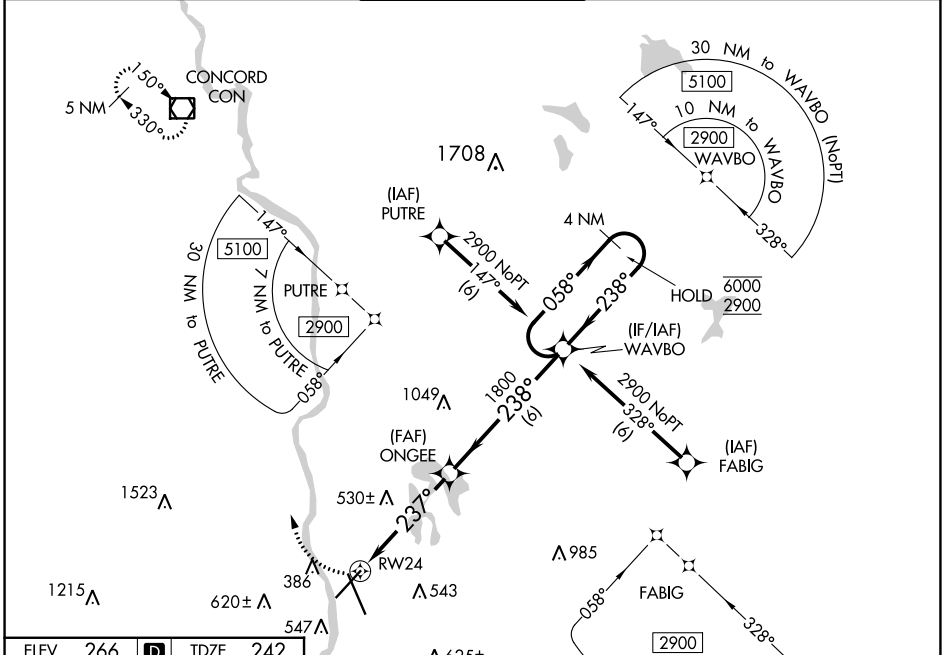 30 NM to WAVBO (NoPT)
5100
10 NM to WAVBO
2900
147°
WAVBO
328°
CONCORD
CON
150°
5 NM
330°
1708
(IAF)
PUTRE
2900 NoPT
147°
(6)
4 NM
058°
238°
HOLD
6000
2900
(IF/IAF)
WAVBO
147°
5100
30 NM to PUTRE
7 NM to PUTRE
PUTRE
2900
058°
1800
238°
(6)
2900 NoPT
328°
(6)
(IAF)
FABIG
1049
(FAF)
ONGEE
1523
530±
237°
RW24
386
985
1215
620±
543
547
FABIG
058°
328°
2900
ELEV 266 D TDZE 242
625±